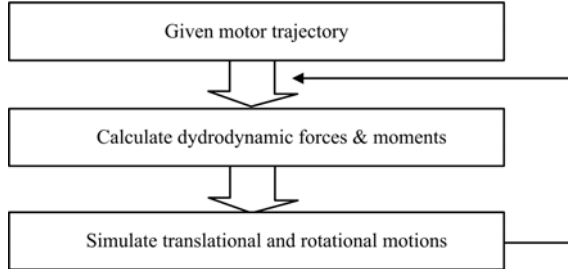 Given motor trajectory
Calculate dydrodynamic forces & moments
Simulate translational and rotational motions